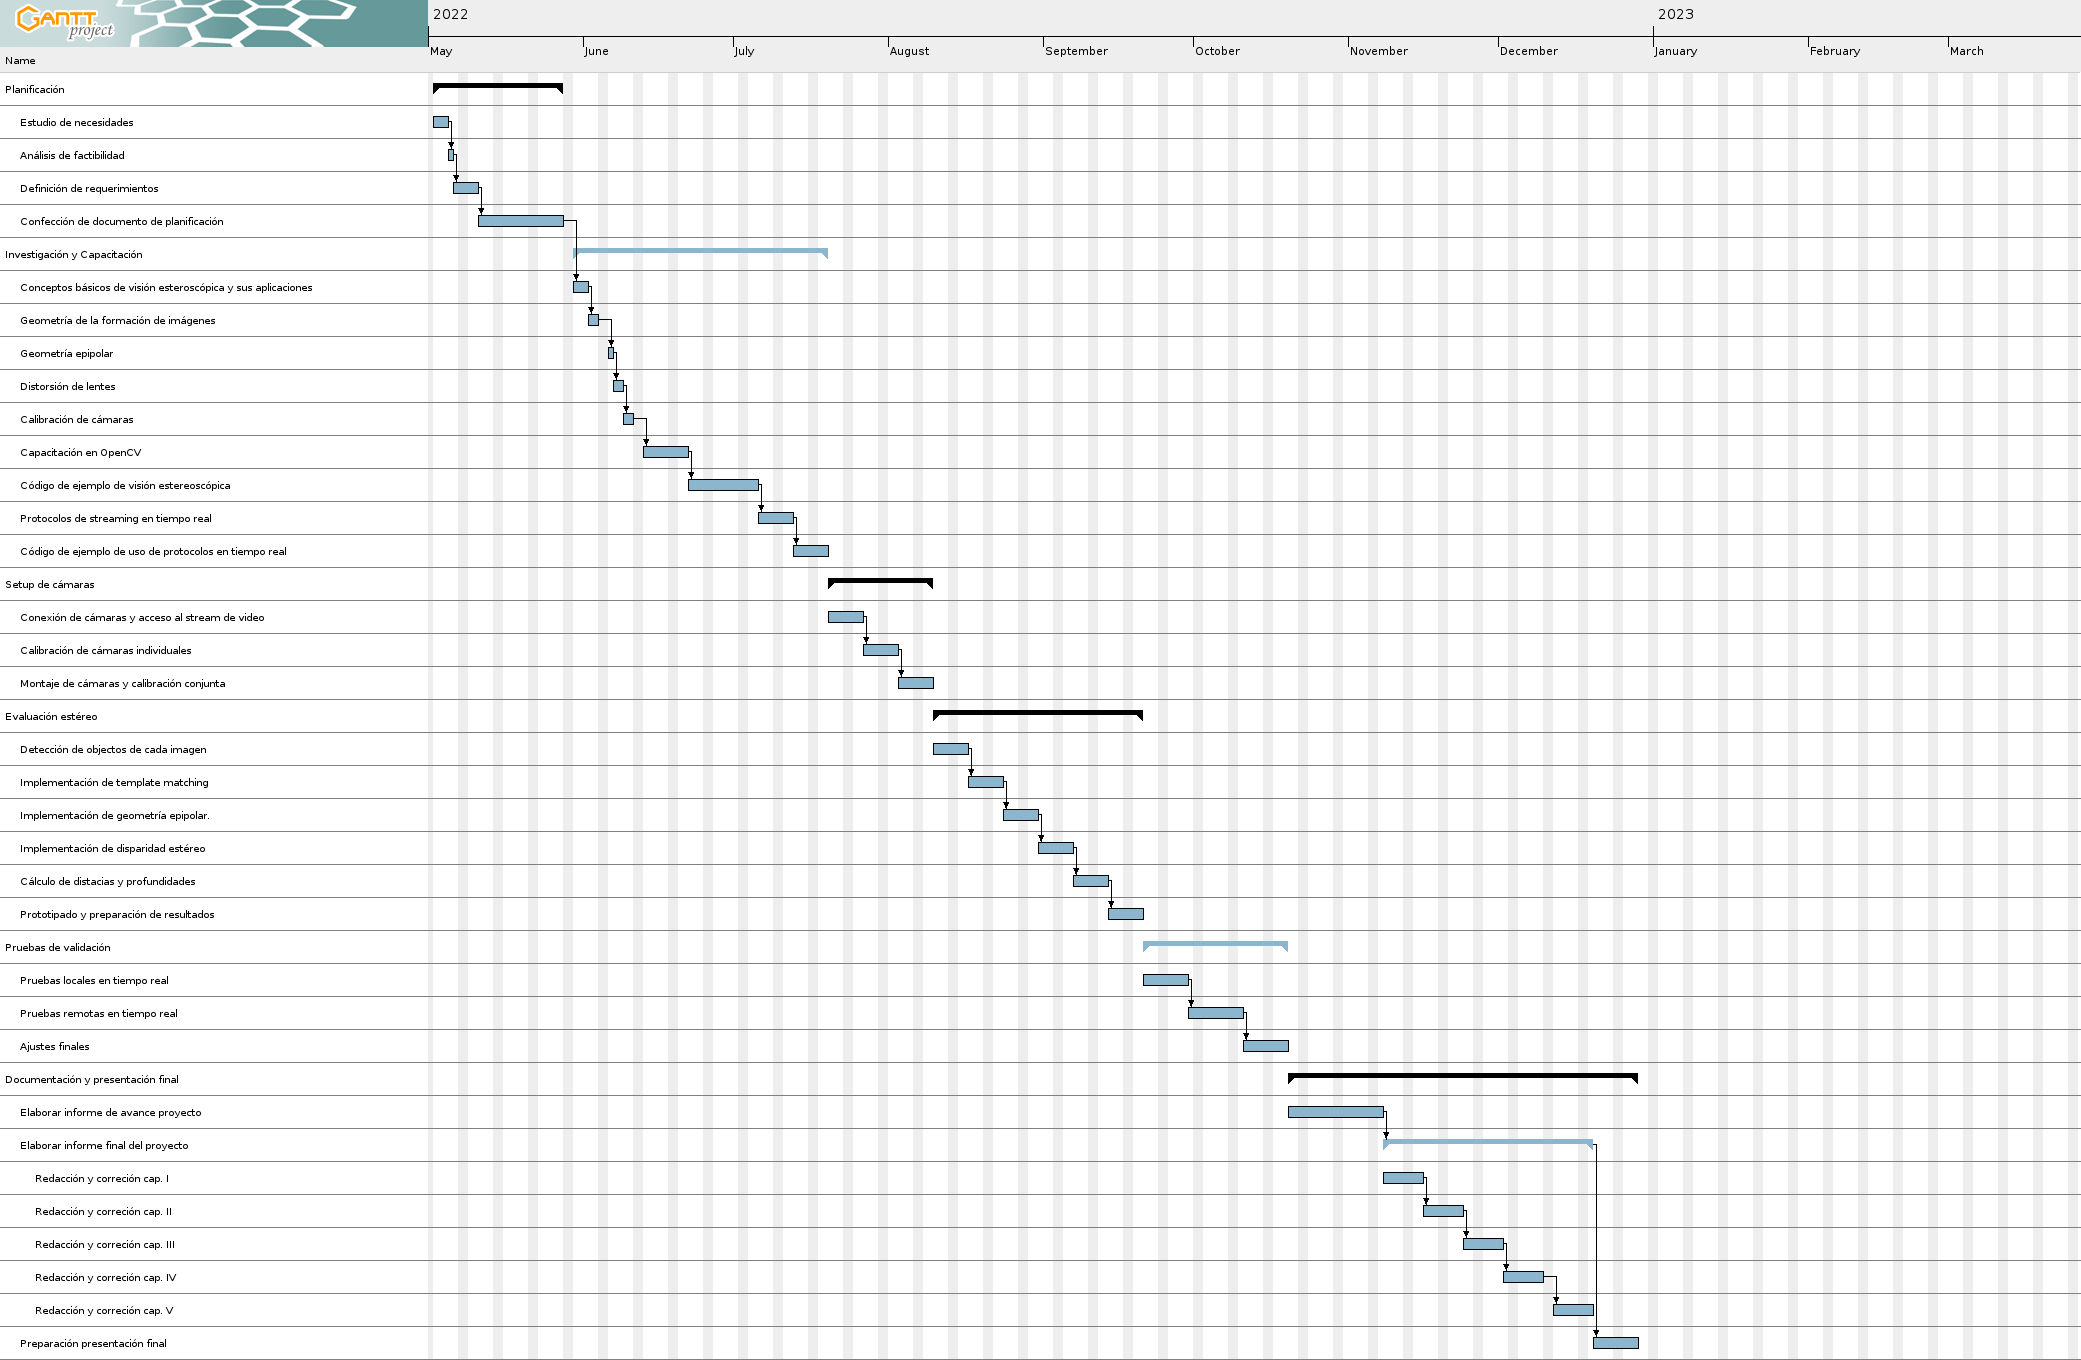 GANTT
project
2022
2023
May June July August September October November December January February March
Name
Planificación
Estudio de necesidades
Análisis de factibilidad
Definición de requerimientos
Confección de documento de planificación
Investigación y Capacitación
Conceptos básicos de visión esteroscópica y sus aplicaciones
Geometría de la formación de imágenes
Geometría epipolar
Distorsión de lentes
Calibración de cámaras
Capacitación en OpenCV
Código de ejemplo de visión estereoscópica
Protocolos de streaming en tiempo real
Código de ejemplo de uso de protocolos en tiempo real
Setup de cámaras
Conexión de cámaras y acceso al stream de video
Calibración de cámaras individuales
Montaje de cámaras y calibración conjunta
Evaluación estéreo
Detección de objectos de cada imagen
Implementación de template matching
Implementación de geometría epipolar.
Implementación de disparidad estéreo
Cálculo de distacias y profundidades
Prototipado y preparación de resultados
Pruebas de validación
Pruebas locales en tiempo real
Pruebas remotas en tiempo real
Ajustes finales
Documentación y presentación final
Elaborar informe de avance proyecto
Elaborar informe final del proyecto
Redacción y correción cap. I
Redacción y correción cap. II
Redacción y correción cap. III
Redacción y correción cap. IV
Redacción y correción cap. V
Preparación presentación final